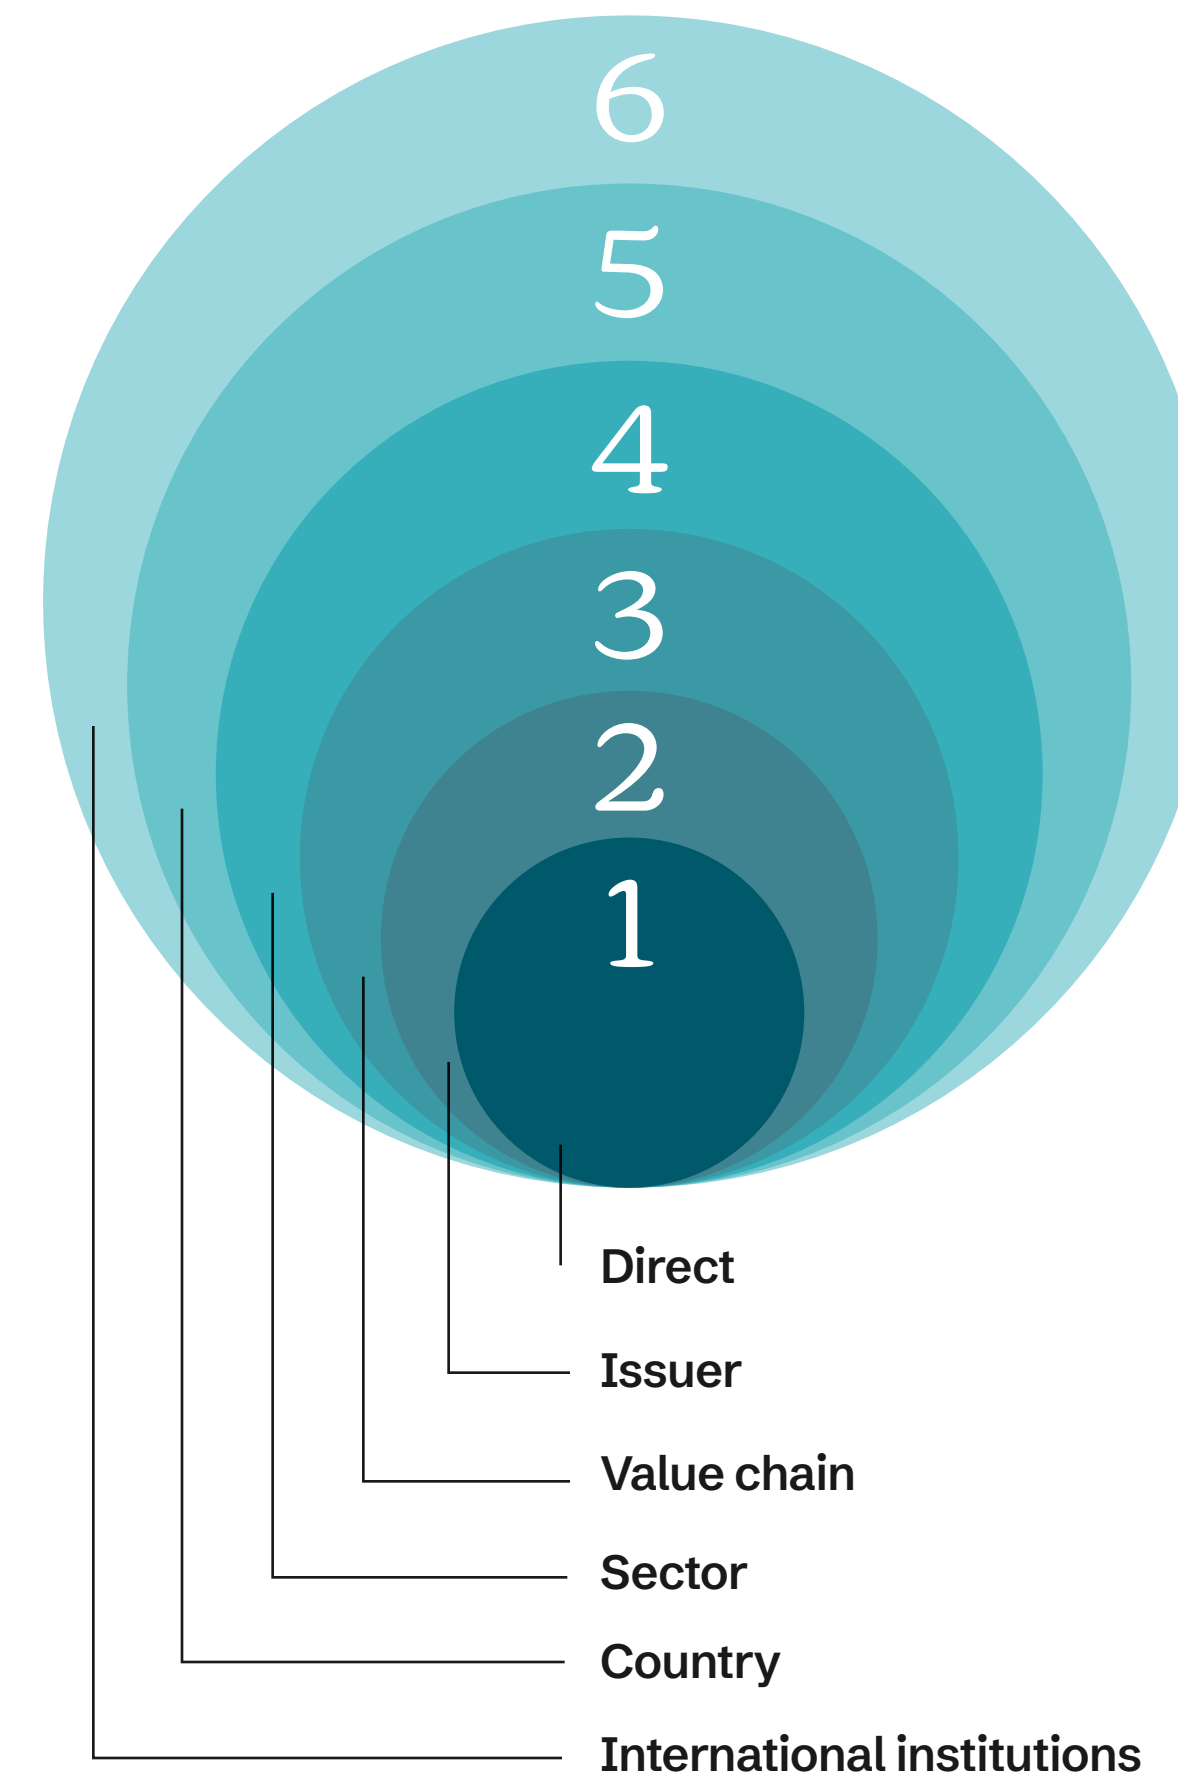 6
5
4
3
2
1
Direct
Issuer
Value chain
Sector
Country
International institutions